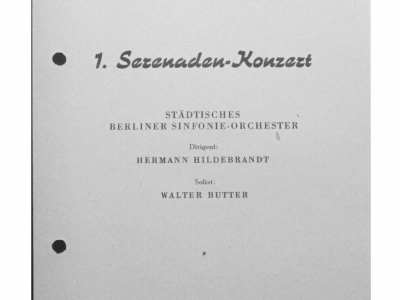 1. Serenaden-Konzert
STÄDTISCHES
BERLINER SINFONIE-ORCHESTER
Dirigent:
HERMANN HILDEBRANDT
Solist:
WALTER BUTTER
*